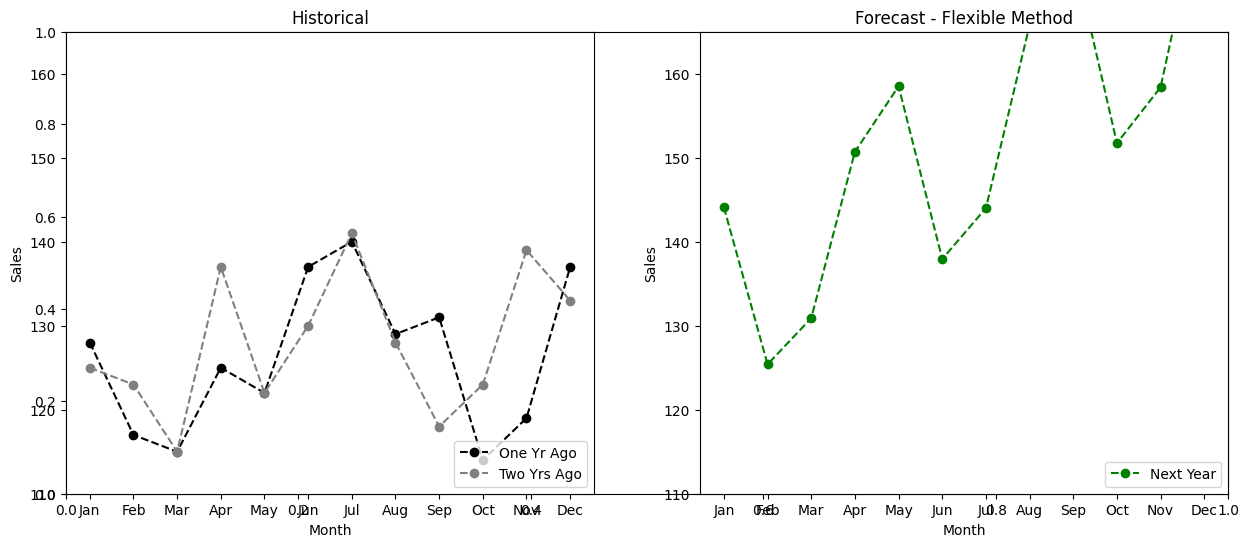 Historical
Forecast - Flexible Method
1.0
160
0.8
150
0.6
140
0.4
130
0.2
120
0.0
110
Sales
One Yr Ago
Two Yrs Ago
0.0 Jan Feb Mar Apr May 0.2 Jun Jul Aug Sep Oct Nov 0.4 Dec
Month
160
150
140
130
120
110
Sales
Next Year
Jan 0.6 Feb Mar Apr May Jun Jul 0.8 Aug Sep Oct Nov Dec 1.0
Month